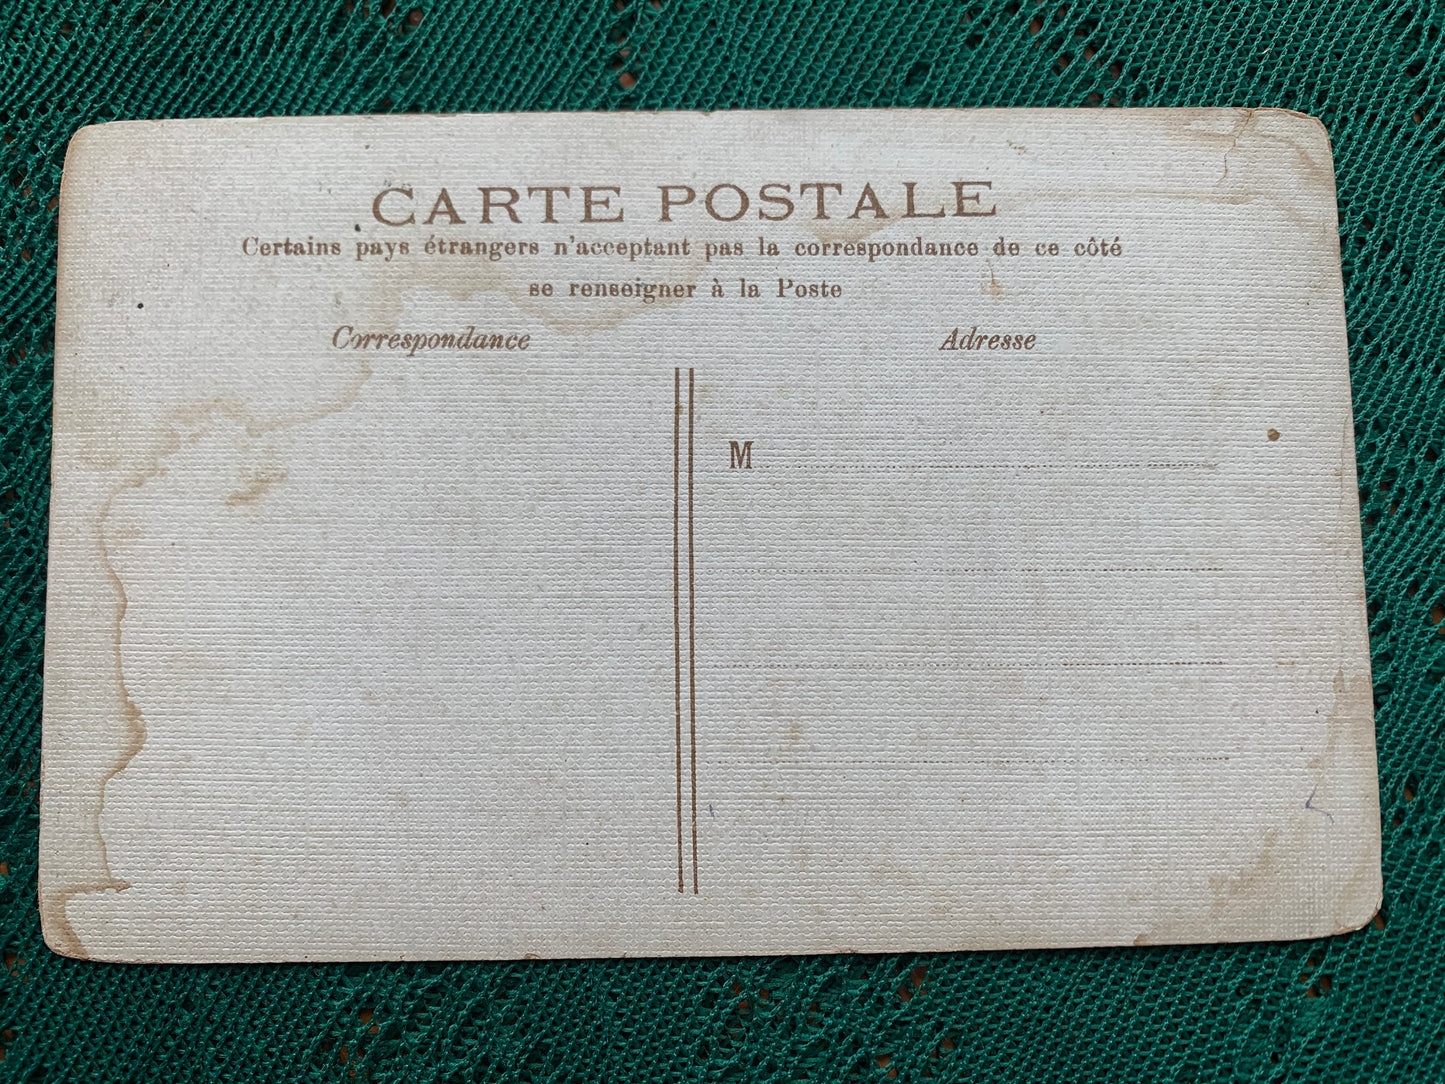 CARTE POSTALE
Certains pays étrangers n'acceptant pas la correspondance de ce côté
se renseigner à la Poste
Correspondance
Adresse
M